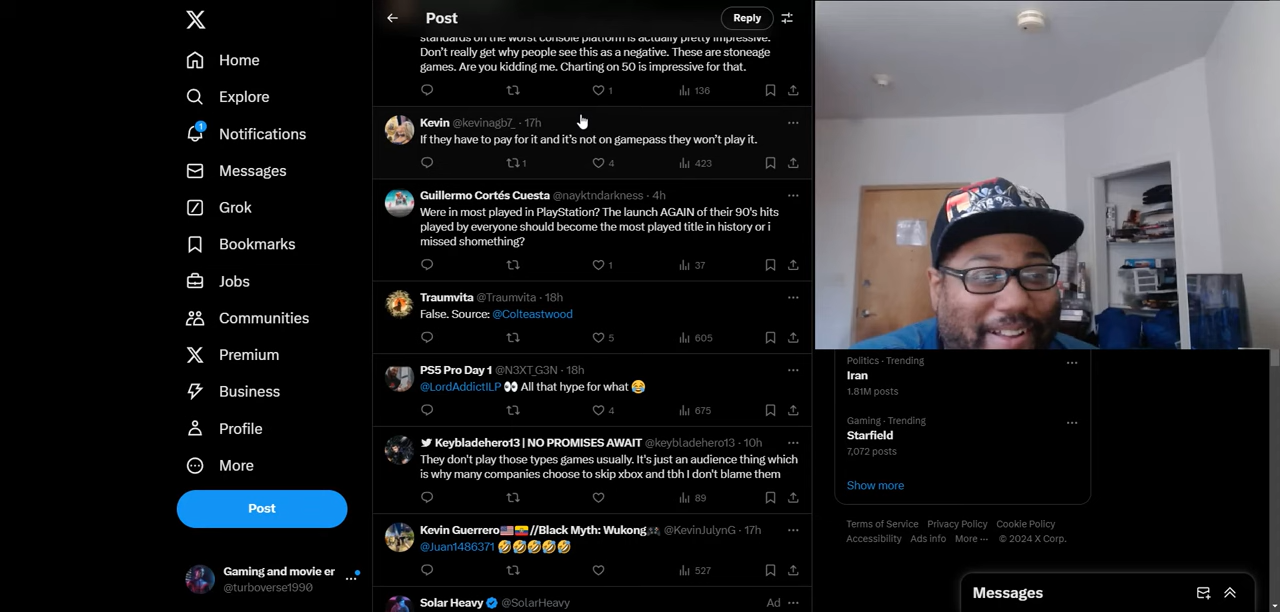 Post
Reply
Home
Explore
1
Notifications
Messages
Grok
Bookmarks
Jobs
Communities
Premium
Business
Profile
More
Post
Gaming and movie er
@turboverse1990
standards on the worst console platform is actually pretty impressive.
Don't really get why people see this as a negative. These are stoneage
games. Are you kidding me. Charting on 50 is impressive for that.
1 136
Kevin @kevinagb7_ · 17h
If they have to pay for it and it's not on gamepass they won't play it.
1 4 423
Guillermo Cortés Cuesta @nayktndarkness · 4h
Were in most played in PlayStation? The launch AGAIN of their 90's hits
played by everyone should become the most played title in history or i
missed shomething?
1 37
Traumvita @Traumvita · 18h
False. Source: @Colteastwood
5 605
PS5 Pro Day 1 @N3XT_G3N · 18h
@LordAddictILP 👀 All that hype for what 😂
4 675
Keybladehero13 | NO PROMISES AWAIT @keybladehero13 · 10h
They don't play those types games usually. It's just an audience thing which
is why many companies choose to skip xbox and tbh I don't blame them
89
Kevin Guerrero🇺🇸🇪🇨//Black Myth: Wukong @KevinJulynG · 17h
@Juan1486371 🤣🤣🤣🤣🤣
527
Solar Heavy @SolarHeavy Ad
Politics · Trending
Iran
1.81M posts
Gaming · Trending
Starfield
7,072 posts
Show more
Terms of Service Privacy Policy Cookie Policy
Accessibility Ads info More ··· © 2024 X Corp.
Messages